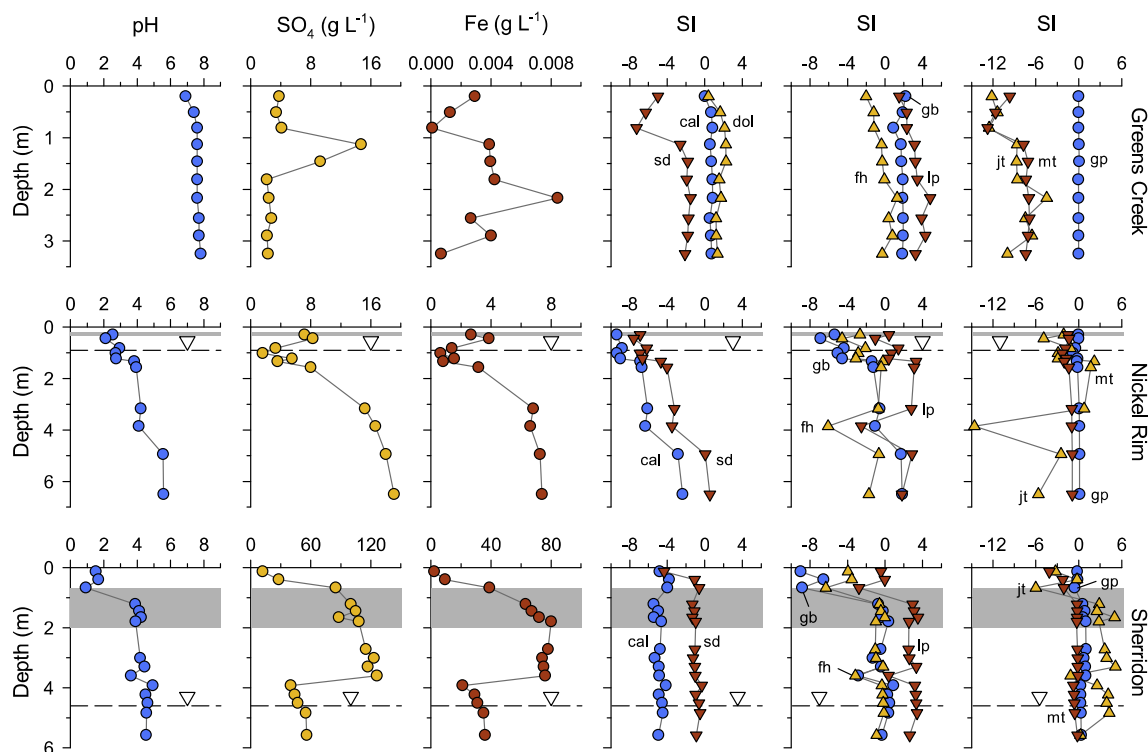 pH SO₄ (g L⁻¹) Fe (g L⁻¹) SI SI SI
0 2 4 6 8 0 8 16 0.000 0.004 0.008 -8 -4 0 4 -4 0 4 -12 -6 0 6
0
1
2
3
Depth (m)
cal dol
sd
gb
fh lp
jt mt gp
Greens Creek
0 2 4 6 8 0 8 16 0 4 8 -8 -4 0 4 -8 -4 0 4 -12 -6 0 6
0
2
4
6
Depth (m)
cal sd
gb
fh lp
mt
jt gp
Nickel Rim
0 2 4 6 8 0 60 120 0 40 80 -8 -4 0 4 -8 -4 0 4 -12 -6 0 6
0
2
4
6
Depth (m)
cal sd
gb
lp
fh
jt gp
mt
Sherridon